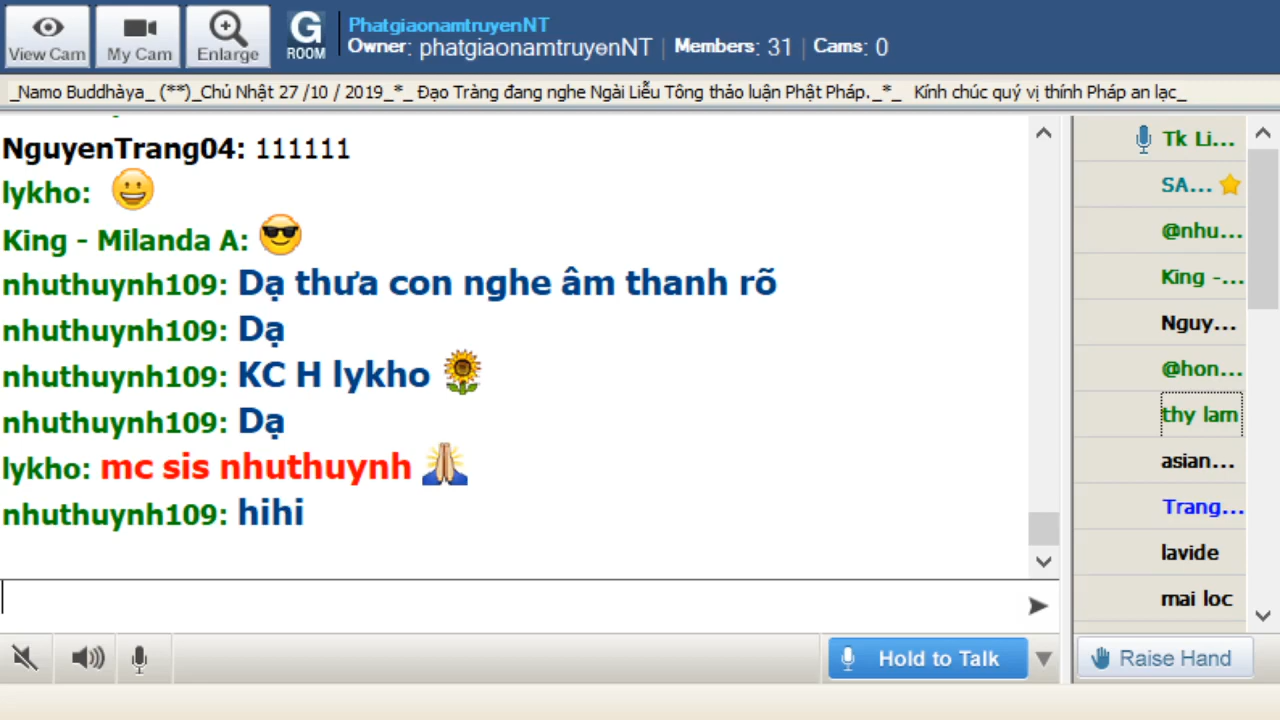 PhatgiaonamtruyenNT
View Cam
My Cam
Enlarge
G ROOM
Owner: phatgiaonamtruyenNT | Members: 31 | Cams: 0
_Namo Buddhàya_ (**)_Chủ Nhật 27 /10 / 2019_*_ Đạo Tràng đang nghe Ngài Liễu Tông thảo luận Phật Pháp._*_ Kính chúc quý vị thính Pháp an lạc_
NguyenTrang04: 111111
lykho:
King - Milanda A:
nhuthuynh109: Dạ thưa con nghe âm thanh rõ
nhuthuynh109: Dạ
nhuthuynh109: KC H lykho
nhuthuynh109: Dạ
lykho: mc sis nhuthuynh
nhuthuynh109: hihi
Tk Li...
SA...
@nhu...
King -...
Nguy...
@hon...
thy lam
asian...
Trang...
lavide
mai loc
Hold to Talk
Raise Hand